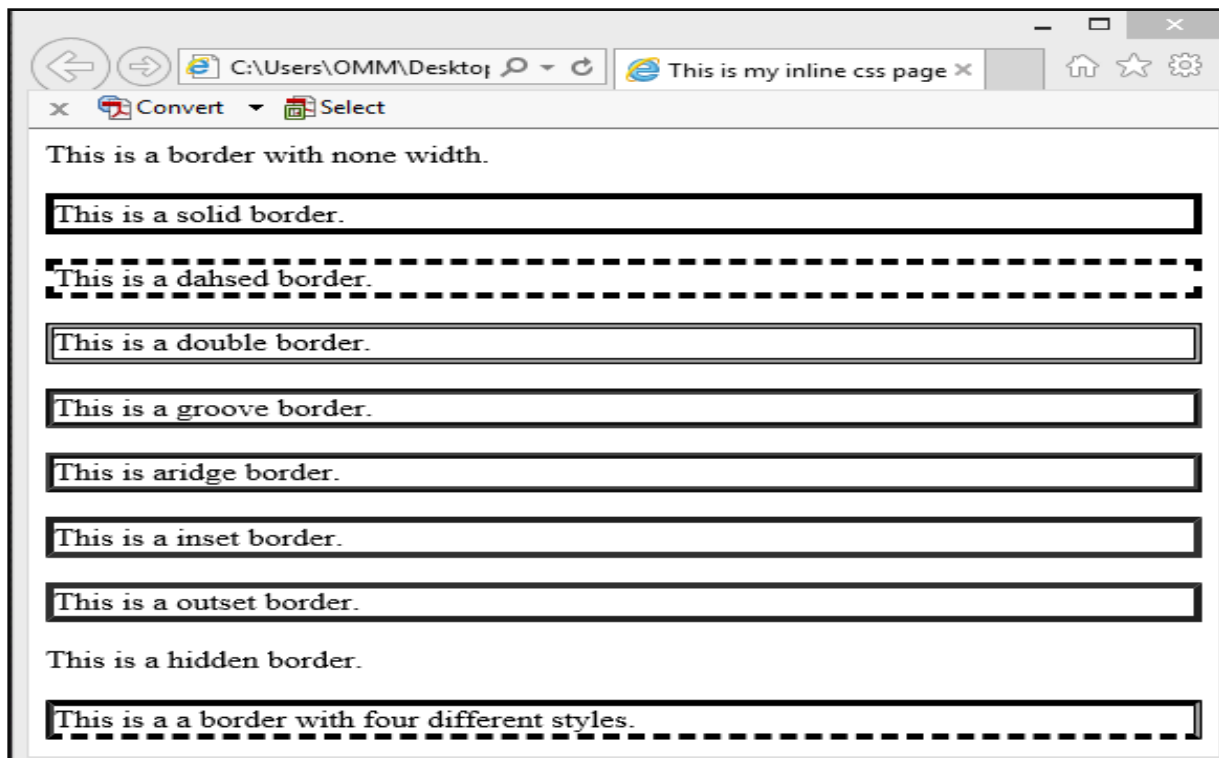 C:\Users\OMM\Desktop
This is my inline css page
Convert
Select
This is a border with none width.
This is a solid border.
This is a dahsed border.
This is a double border.
This is a groove border.
This is aridge border.
This is a inset border.
This is a outset border.
This is a hidden border.
This is a a border with four different styles.